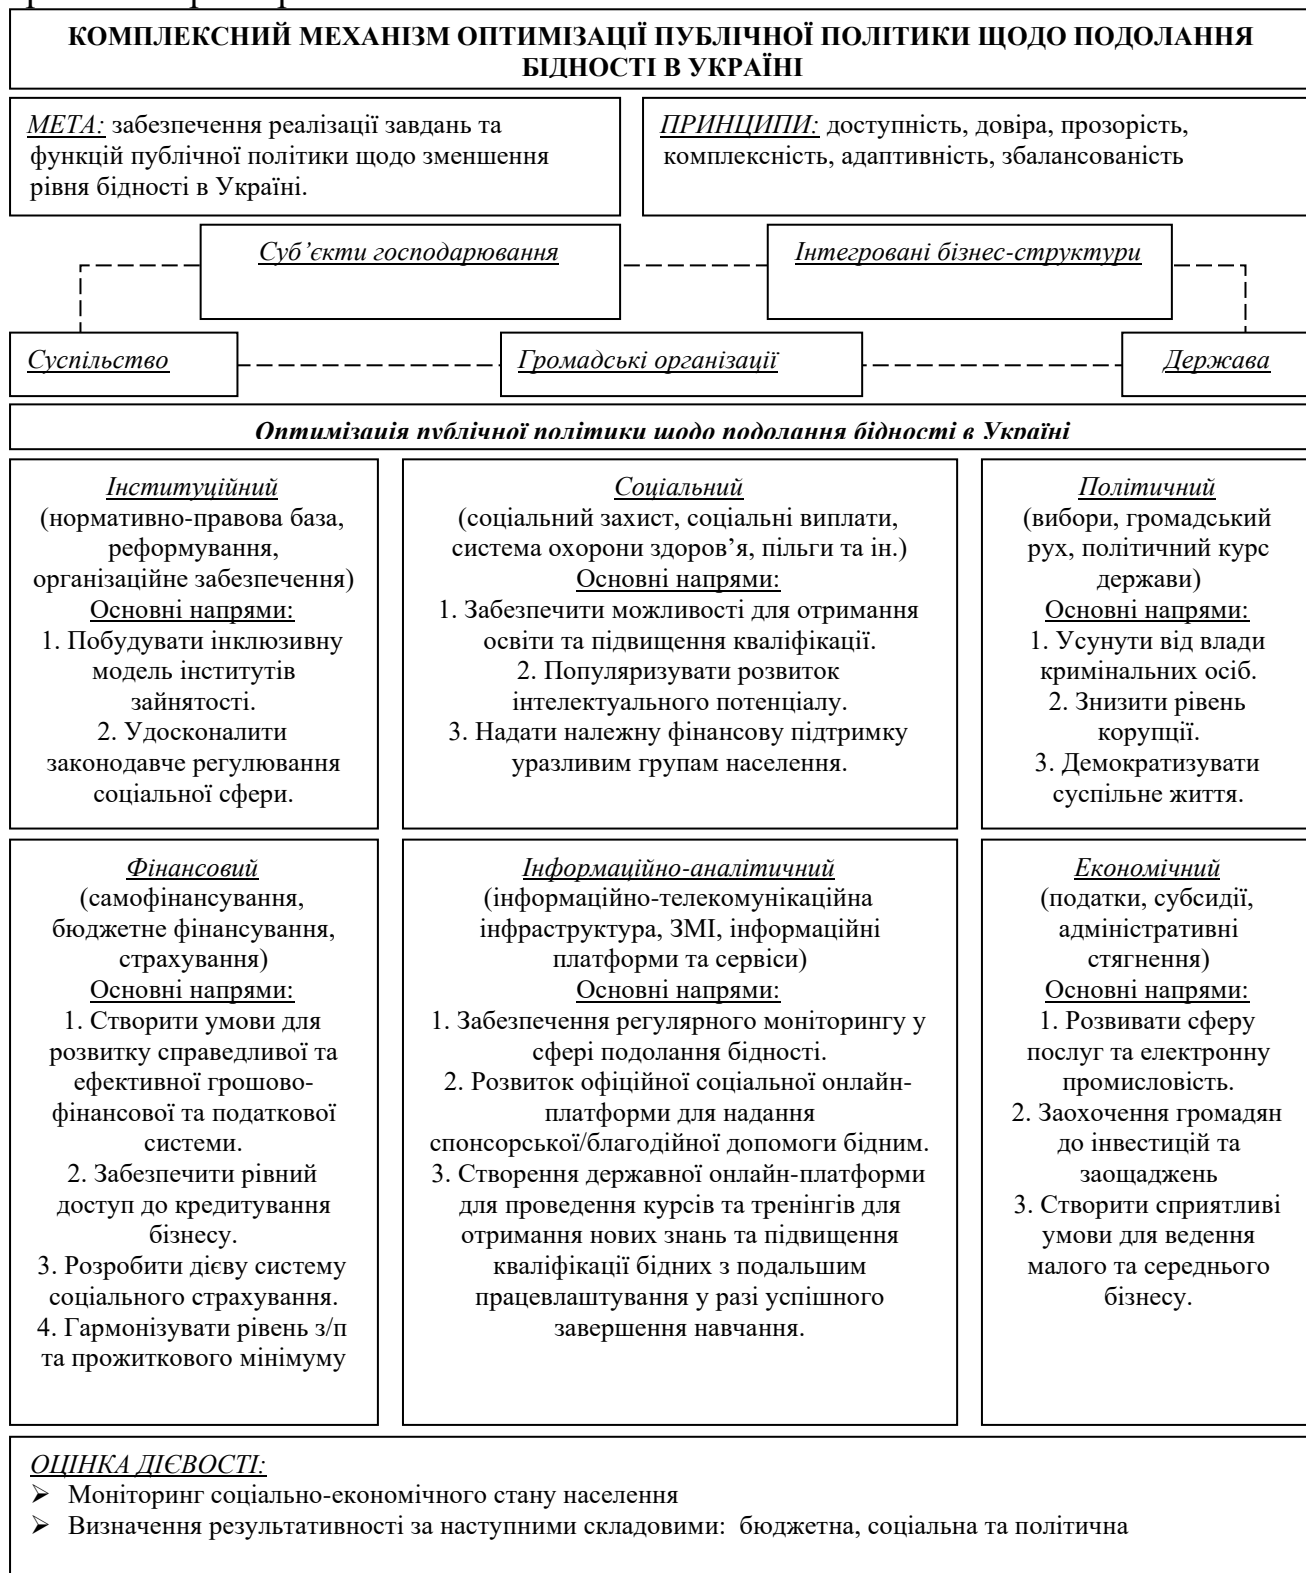 КОМПЛЕКСНИЙ МЕХАНІЗМ ОПТИМІЗАЦІЇ ПУБЛІЧНОЇ ПОЛІТИКИ ЩОДО ПОДОЛАННЯ
БІДНОСТІ В УКРАЇНІ
МЕТА: забезпечення реалізації завдань та
функцій публічної політики щодо зменшення
рівня бідності в Україні.
ПРИНЦИПИ: доступність, довіра, прозорість,
комплексність, адаптивність, збалансованість
Суб’єкти господарювання
Інтегровані бізнес-структури
Суспільство
Громадські організації
Держава
Оптимізація публічної політики щодо подолання бідності в Україні
Інституційний
(нормативно-правова база,
реформування,
організаційне забезпечення)
Основні напрями:
1. Побудувати інклюзивну
модель інститутів
зайнятості.
2. Удосконалити
законодавче регулювання
соціальної сфери.
Соціальний
(соціальний захист, соціальні виплати,
система охорони здоров’я, пільги та ін.)
Основні напрями:
1. Забезпечити можливості для отримання
освіти та підвищення кваліфікації.
2. Популяризувати розвиток
інтелектуального потенціалу.
3. Надати належну фінансову підтримку
уразливим групам населення.
Політичний
(вибори, громадський
рух, політичний курс
держави)
Основні напрями:
1. Усунути від влади
кримінальних осіб.
2. Знизити рівень
корупції.
3. Демократизувати
суспільне життя.
Фінансовий
(самофінансування,
бюджетне фінансування,
страхування)
Основні напрями:
1. Створити умови для
розвитку справедливої та
ефективної грошово-
фінансової та податкової
системи.
2. Забезпечити рівний
доступ до кредитування
бізнесу.
3. Розробити дієву систему
соціального страхування.
4. Гармонізувати рівень з/п
та прожиткового мінімуму
Інформаційно-аналітичний
(інформаційно-телекомунікаційна
інфраструктура, ЗМІ, інформаційні
платформи та сервіси)
Основні напрями:
1. Забезпечення регулярного моніторингу у
сфері подолання бідності.
2. Розвиток офіційної соціальної онлайн-
платформи для надання
спонсорської/благодійної допомоги бідним.
3. Створення державної онлайн-платформи
для проведення курсів та тренінгів для
отримання нових знань та підвищення
кваліфікації бідних з подальшим
працевлаштування у разі успішного
завершення навчання.
Економічний
(податки, субсидії,
адміністративні
стягнення)
Основні напрями:
1. Розвивати сферу
послуг та електронну
промисловість.
2. Заохочення громадян
до інвестицій та
заощаджень
3. Створити сприятливі
умови для ведення
малого та середнього
бізнесу.
ОЦІНКА ДІЄВОСТІ:
➢ Моніторинг соціально-економічного стану населення
➢ Визначення результативності за наступними складовими: бюджетна, соціальна та політична